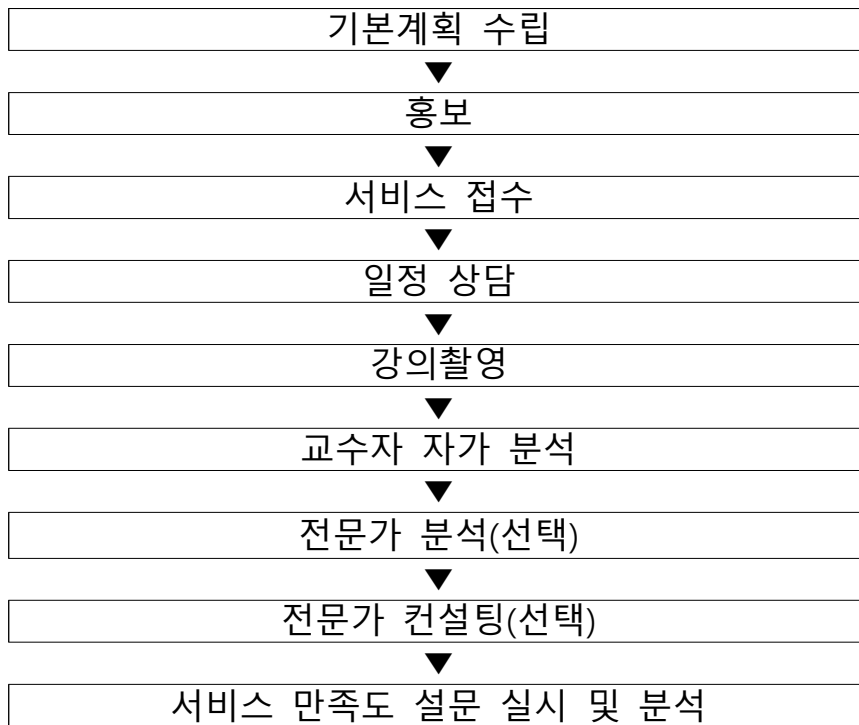 기본계획 수립
▼
홍보
▼
서비스 접수
▼
일정 상담
▼
강의촬영
▼
교수자 자가 분석
▼
전문가 분석(선택)
▼
전문가 컨설팅(선택)
▼
서비스 만족도 설문 실시 및 분석